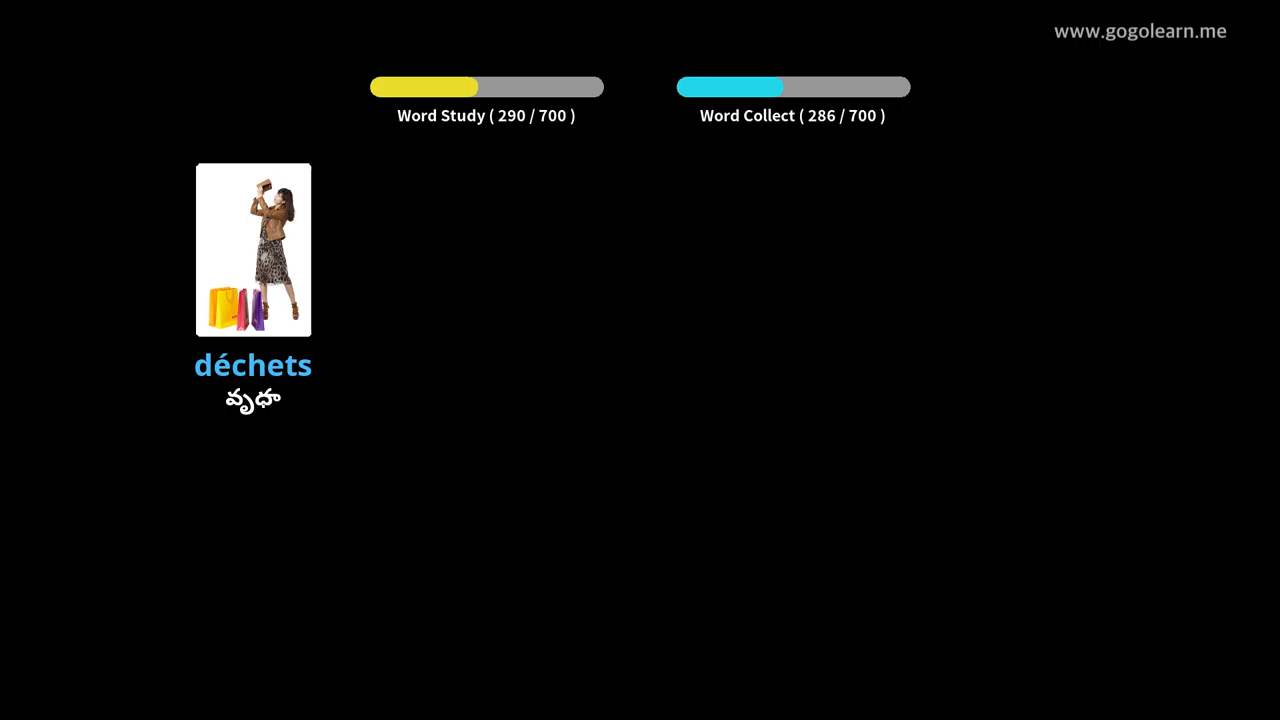 www.gogolearn.me
Word Study ( 290 / 700 )
Word Collect ( 286 / 700 )
déchets
వృధా